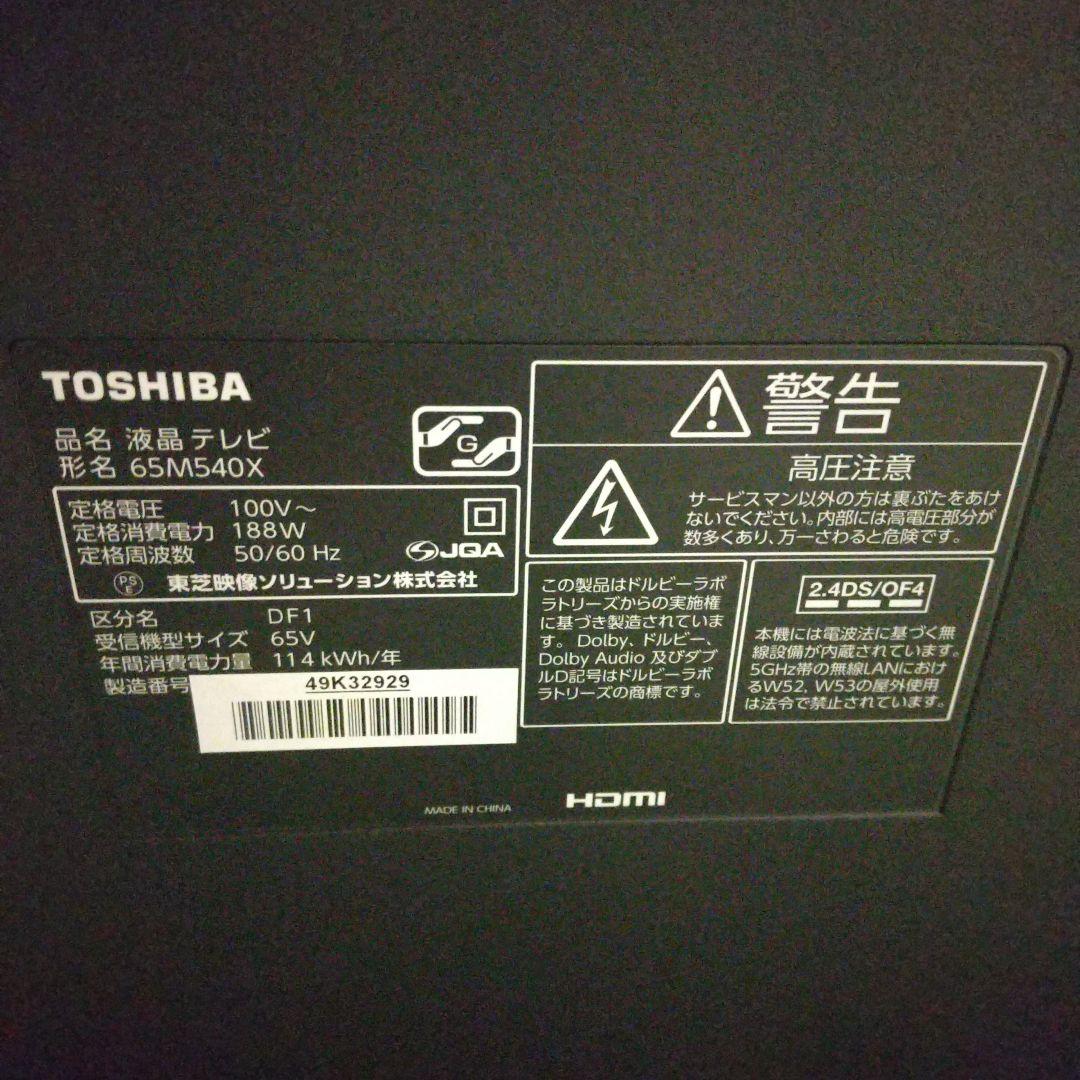 TOSHIBA
品名 液晶テレビ
形名 65M540X
G
定格電圧 100V～
定格消費電力 188W
定格周波数 50/60 Hz
JQA
PS
E
東芝映像ソリューション株式会社
区分名 DF1
受信機型サイズ 65V
年間消費電力量 114 kWh/年
製造番号 49K32929
警告
高圧注意
サービスマン以外の方は裏ぶたをあけ
ないでください。内部には高電圧部分が
数多くあり、万一さわると危険です。
この製品はドルビーラボ
ラトリーズからの実施権
に基づき製造されていま
す。Dolby、ドルビー、
Dolby Audio 及びダブ
ルD記号はドルビーラボ
ラトリーズの商標です。
2.4DS/OF4
本機には電波法に基づく無
線設備が内蔵されています。
5GHz帯の無線LANにおけ
るW52, W53の屋外使用
は法令で禁止されています。
MADE IN CHINA
HDMI